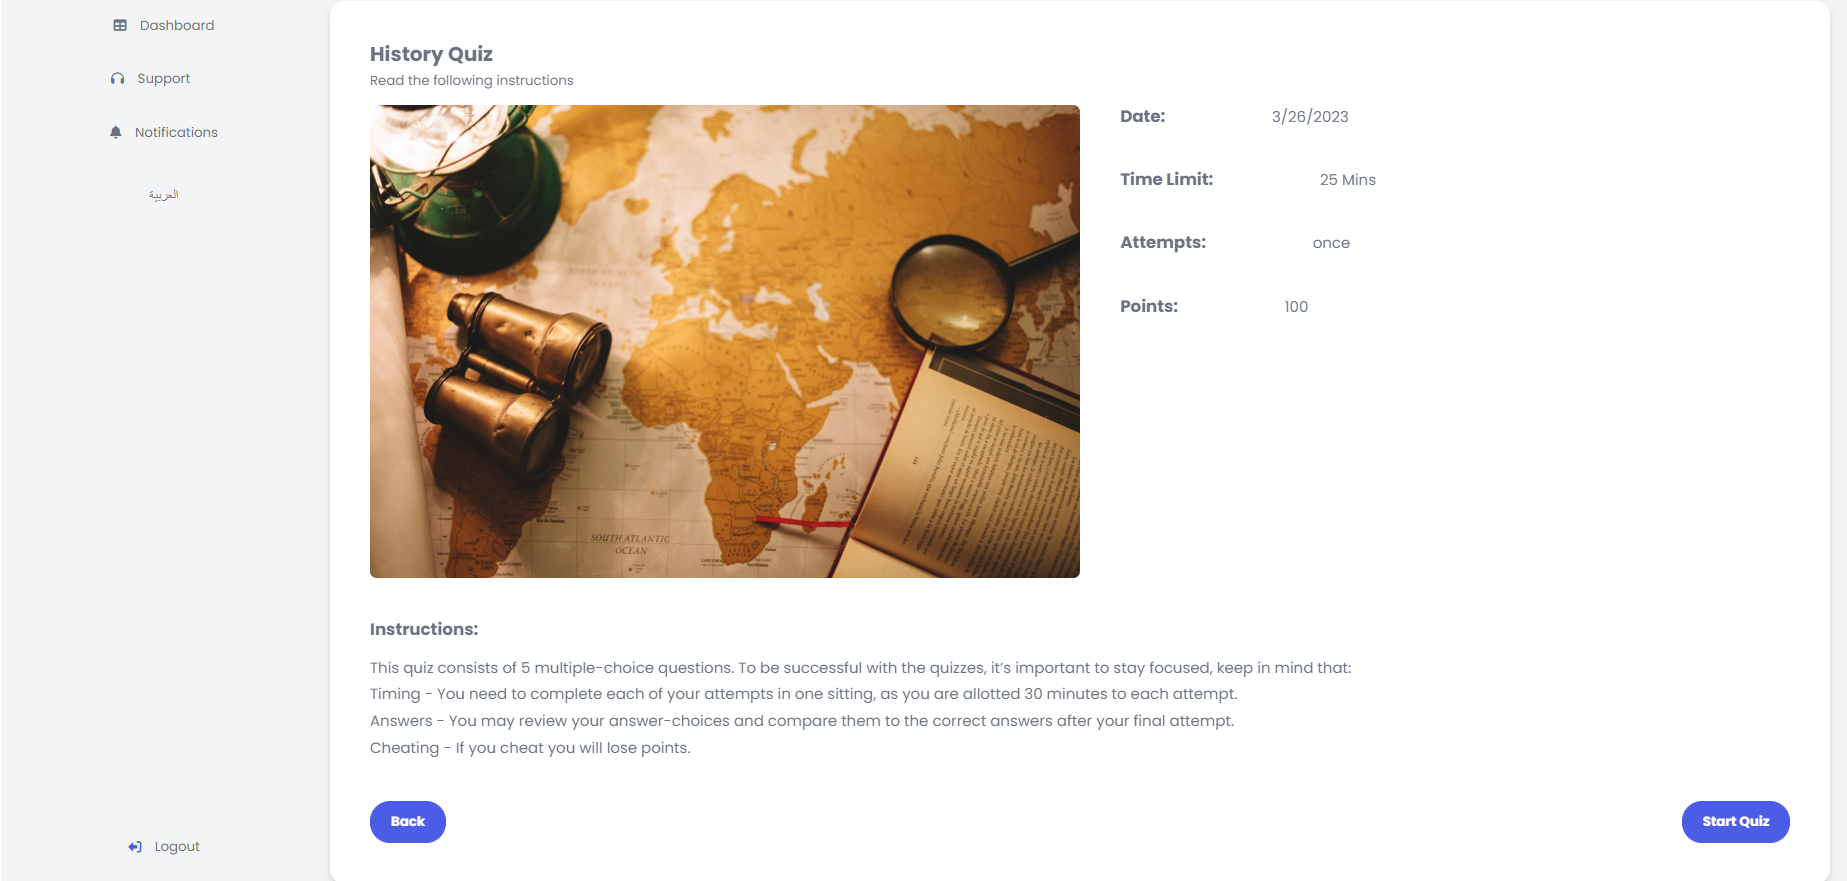 Dashboard
Support
Notifications
العربية
Logout
History Quiz
Read the following instructions
SOUTH ATLANTIC
OCEAN
Date: 3/26/2023
Time Limit: 25 Mins
Attempts: once
Points: 100
Instructions:
This quiz consists of 5 multiple-choice questions. To be successful with the quizzes, it’s important to stay focused, keep in mind that:
Timing - You need to complete each of your attempts in one sitting, as you are allotted 30 minutes to each attempt.
Answers - You may review your answer-choices and compare them to the correct answers after your final attempt.
Cheating - If you cheat you will lose points.
Back
Start Quiz